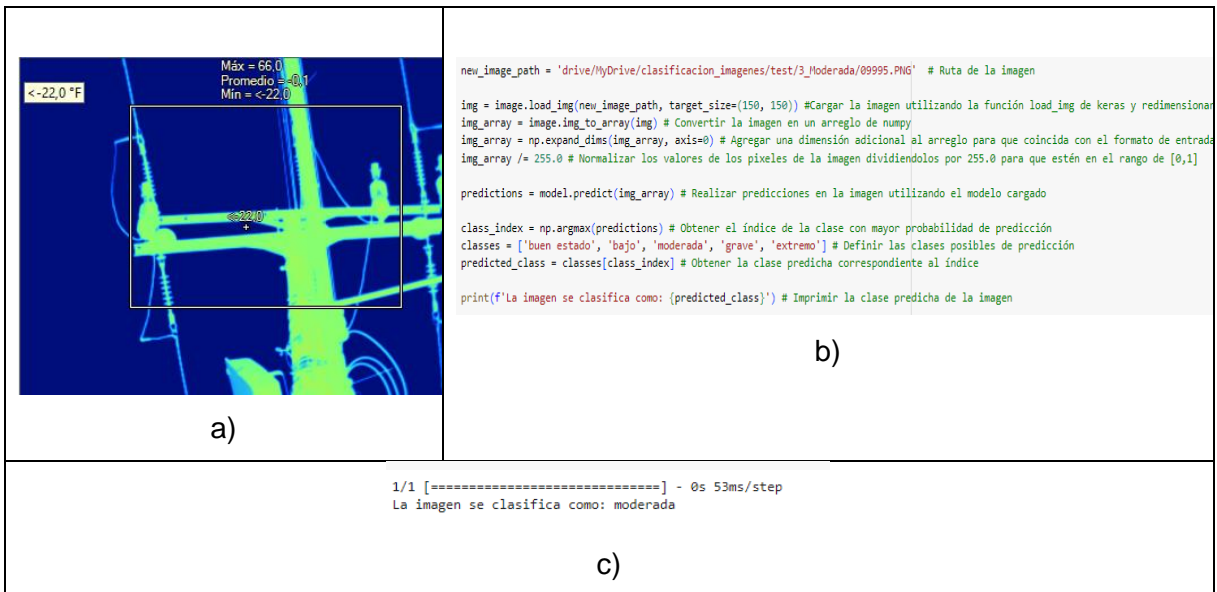 Máx = 66,0
Promedio = -0,1
Mín = <-22,0
<-22,0 °F
<-22,0
a)
new_image_path = 'drive/MyDrive/clasificacion_imagenes/test/3_Moderada/09995.PNG' # Ruta de la imagen
img = image.load_img(new_image_path, target_size=(150, 150)) #Cargar la imagen utilizando la función load_img de keras y redimensionar
img_array = image.img_to_array(img) # Convertir la imagen en un arreglo de numpy
img_array = np.expand_dims(img_array, axis=0) # Agregar una dimensión adicional al arreglo para que coincida con el formato de entrada
img_array /= 255.0 # Normalizar los valores de los pixeles de la imagen dividiendolos por 255.0 para que estén en el rango de [0,1]
predictions = model.predict(img_array) # Realizar predicciones en la imagen utilizando el modelo cargado
class_index = np.argmax(predictions) # Obtener el índice de la clase con mayor probabilidad de predicción
classes = ['buen estado', 'bajo', 'moderada', 'grave', 'extremo'] # Definir las clases posibles de predicción
predicted_class = classes[class_index] # Obtener la clase predicha correspondiente al índice
print(f'La imagen se clasifica como: {predicted_class}') # Imprimir la clase predicha de la imagen
b)
1/1 [==============================] - 0s 53ms/step
La imagen se clasifica como: moderada
c)